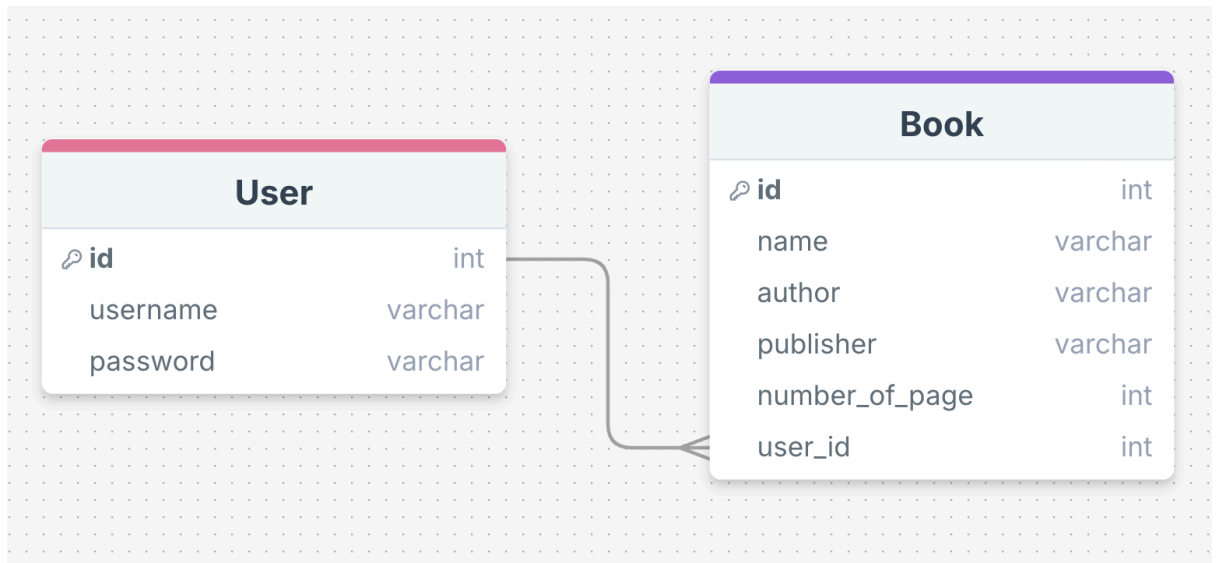 User
id int
username varchar
password varchar
Book
id int
name varchar
author varchar
publisher varchar
number_of_page int
user_id int